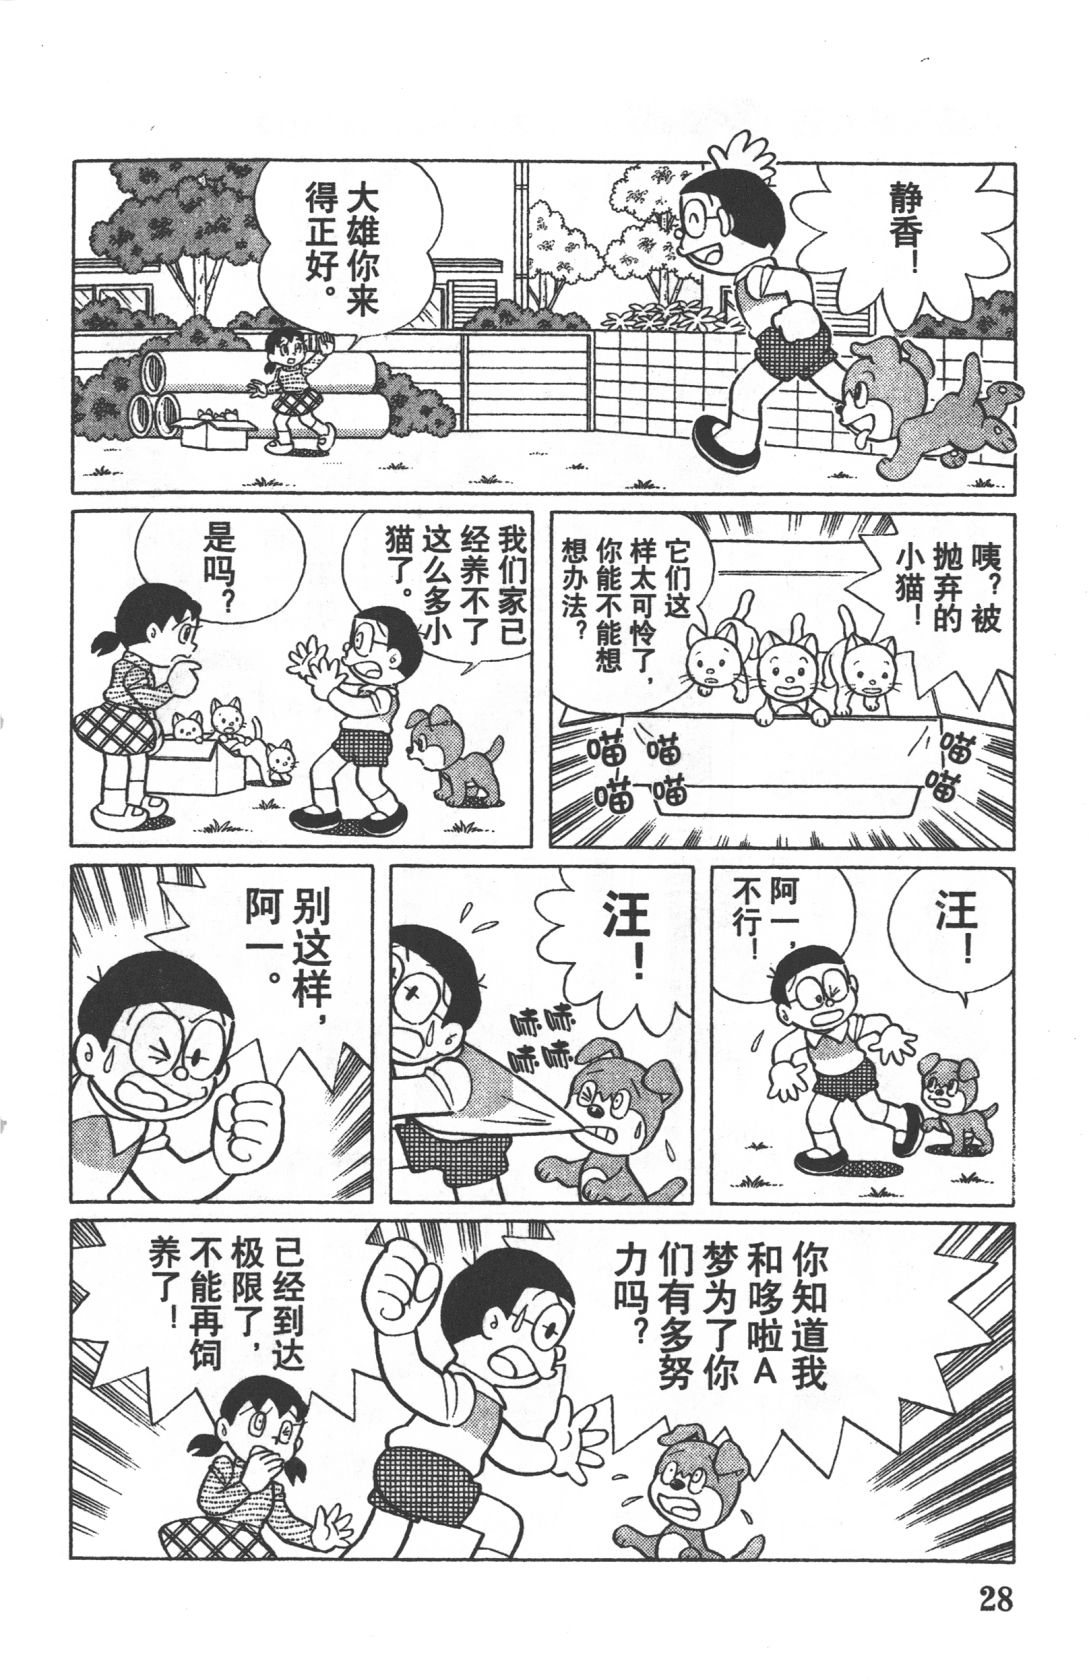 静
香！
大雄你来
得正好。
咦？被
抛弃的
小猫！
它们这
样太可怜了，
你能不能想
想办法？
喵
喵
喵
喵
喵
喵
我们家已
经养不了
这么多小
猫了。
是
吗？
汪！
阿一，
不行！
汪！
咘咘
咘咘
别这样，
阿一。
你知道我
和哆啦A
梦为了你
们有多努
力吗？
已经到达
极限了，
不能再饲
养了！
28